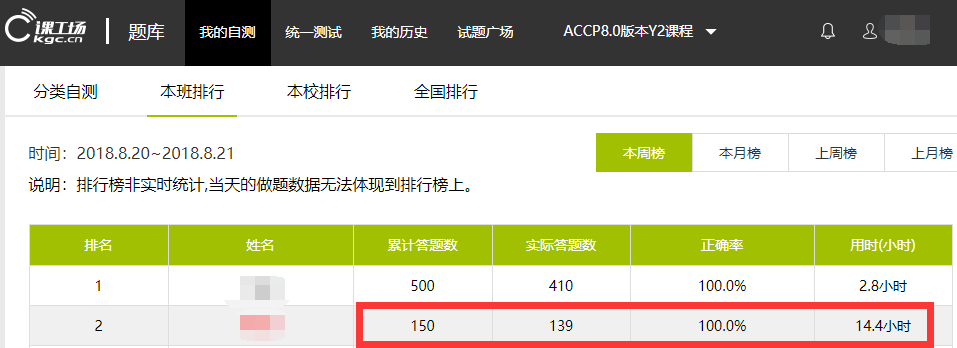 课工场
kgc.cn
题库
我的自测 统一测试 我的历史 试题广场 ACCP8.0版本Y2课程
分类自测 本班排行 本校排行 全国排行
时间：2018.8.20~2018.8.21
本周榜 本月榜 上周榜 上月榜
说明：排行榜非实时统计,当天的做题数据无法体现到排行榜上。
排名 姓名 累计答题数 实际答题数 正确率 用时(小时)
1 500 410 100.0% 2.8小时
2 150 139 100.0% 14.4小时